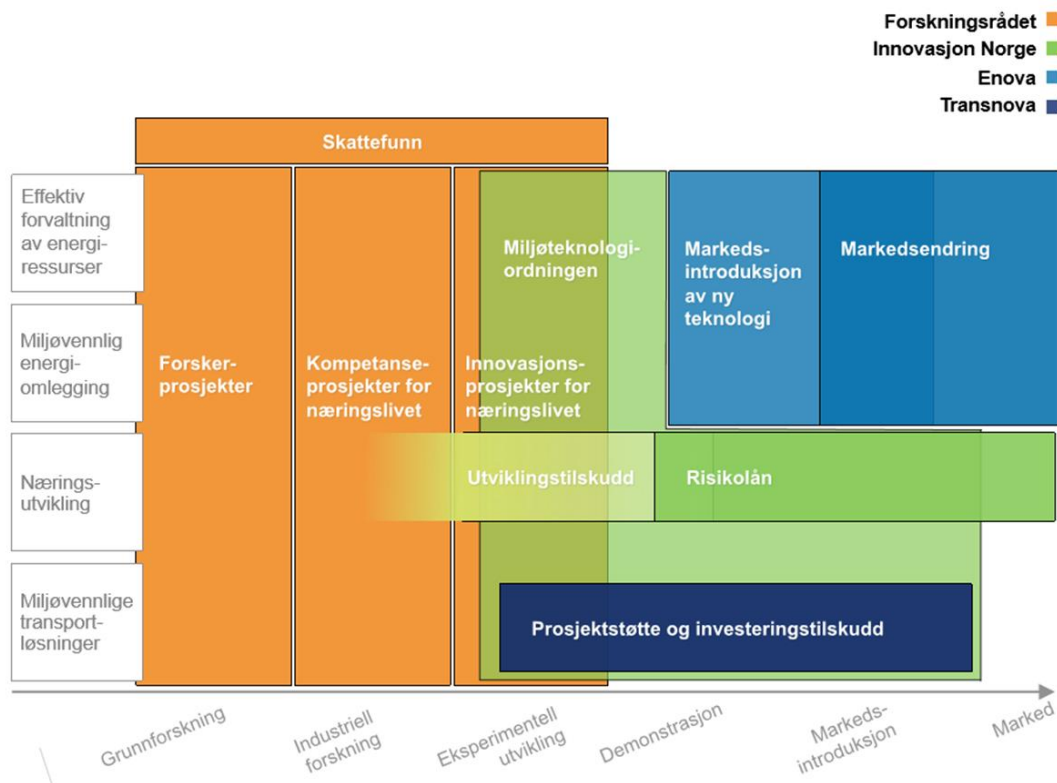 Forskningsrådet
Innovasjon Norge
Enova
Transnova
Skattefunn
Effektiv
forvaltning
av energi-
ressurser
Miljøteknologi-
ordningen
Markeds-
introduksjon
av ny
teknologi
Markedsendring
Miljøvennlig
energi-
omlegging
Forsker-
prosjekter
Kompetanse-
prosjekter for
næringslivet
Innovasjons-
prosjekter for
næringslivet
Nærings-
utvikling
Utviklingstilskudd
Risikolån
Miljøvennlige
transport-
løsninger
Prosjektstøtte og investeringstilskudd
Grunnforskning
Industriell
forskning
Eksperimentell
utvikling
Demonstrasjon
Markeds-
introduksjon
Marked